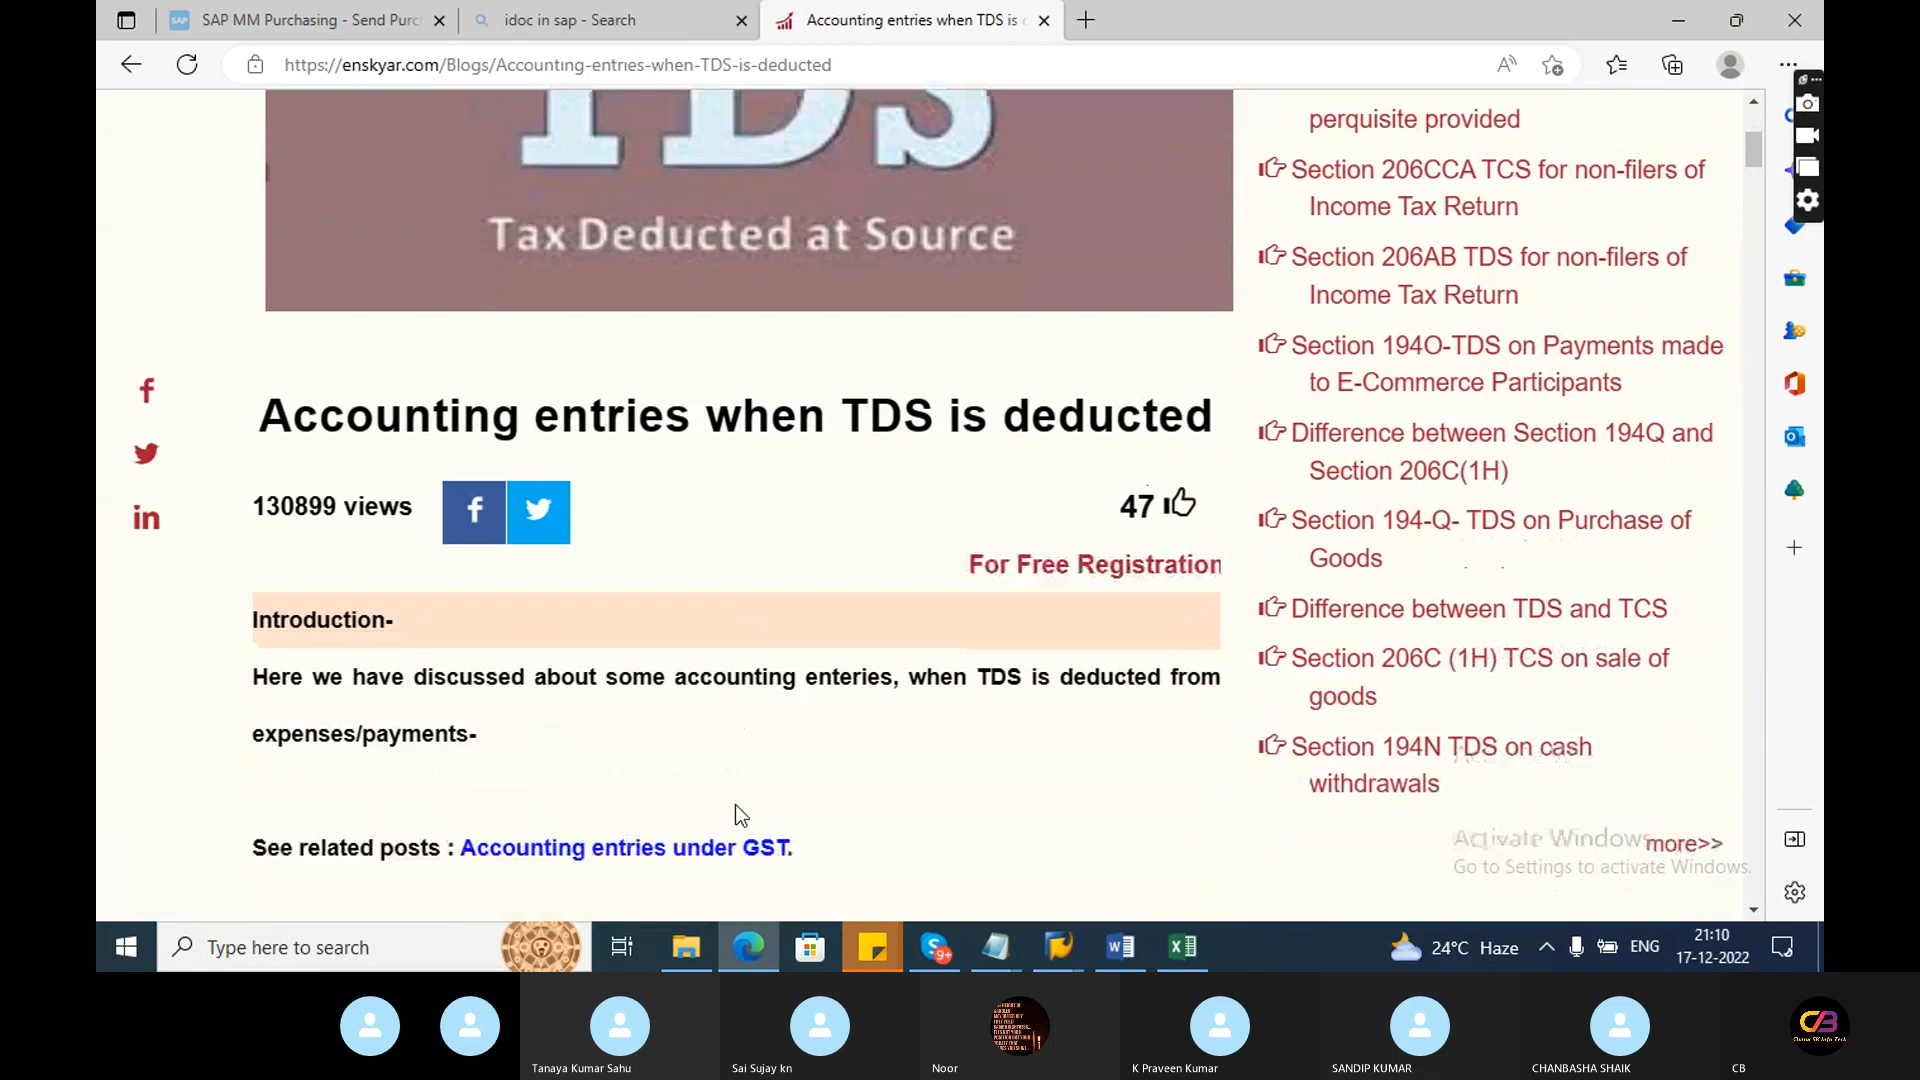 SAP MM Purchasing - Send Purc
idoc in sap - Search
Accounting entries when TDS is
https://enskyar.com/Blogs/Accounting-entries-when-TDS-is-deducted
TDS
Tax Deducted at Source
Accounting entries when TDS is deducted
130899 views
47
For Free Registration
Introduction-
Here we have discussed about some accounting enteries, when TDS is deducted from
expenses/payments-
See related posts : Accounting entries under GST.
perquisite provided
Section 206CCA TCS for non-filers of
Income Tax Return
Section 206AB TDS for non-filers of
Income Tax Return
Section 194O-TDS on Payments made
to E-Commerce Participants
Difference between Section 194Q and
Section 206C(1H)
Section 194-Q- TDS on Purchase of
Goods
Difference between TDS and TCS
Section 206C (1H) TCS on sale of
goods
Section 194N TDS on cash
withdrawals
more>>
Activate Windows
Go to Settings to activate Windows.
Type here to search
9+
24°C Haze
ENG
21:10
17-12-2022
Tanaya Kumar Sahu
Sai Sujay kn
Noor
K Praveen Kumar
SANDIP KUMAR
CHANBASHA SHAIK
CB